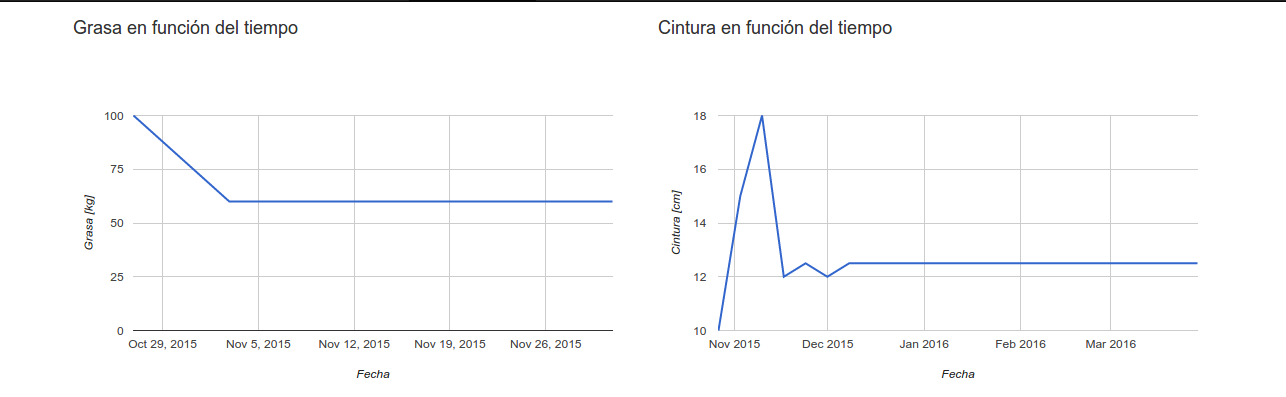 Grasa en función del tiempo
100
75
50
25
0
Grasa [kg]
Oct 29, 2015 Nov 5, 2015 Nov 12, 2015 Nov 19, 2015 Nov 26, 2015
Fecha
Cintura en función del tiempo
18
16
14
12
10
Cintura [cm]
Nov 2015 Dec 2015 Jan 2016 Feb 2016 Mar 2016
Fecha